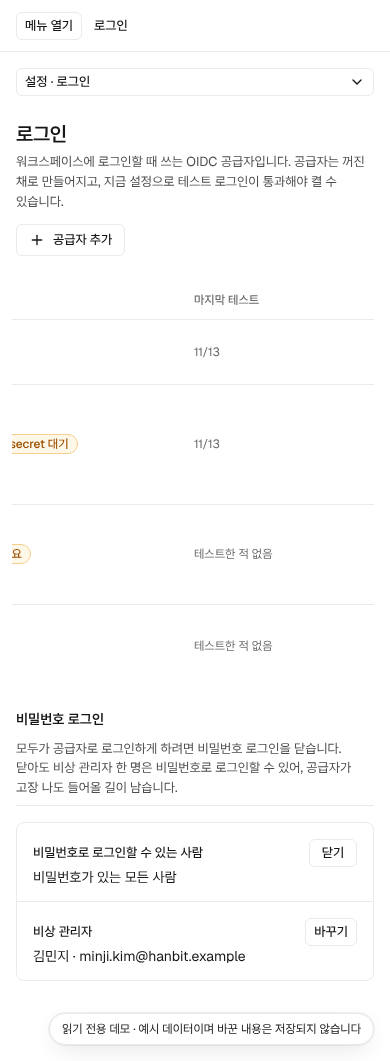 메뉴 열기 로그인
설정 · 로그인
로그인
워크스페이스에 로그인할 때 쓰는 OIDC 공급자입니다. 공급자는 꺼진
채로 만들어지고, 지금 설정으로 테스트 로그인이 통과해야 켤 수
있습니다.
공급자 추가
마지막 테스트
11/13
secret 대기 11/13
요 테스트한 적 없음
테스트한 적 없음
비밀번호 로그인
모두가 공급자로 로그인하게 하려면 비밀번호 로그인을 닫습니다.
닫아도 비상 관리자 한 명은 비밀번호로 로그인할 수 있어, 공급자가
고장 나도 들어올 길이 남습니다.
비밀번호로 로그인할 수 있는 사람 닫기
비밀번호가 있는 모든 사람
비상 관리자 바꾸기
김민지 · minji.kim@hanbit.example
읽기 전용 데모 · 예시 데이터이며 바꾼 내용은 저장되지 않습니다